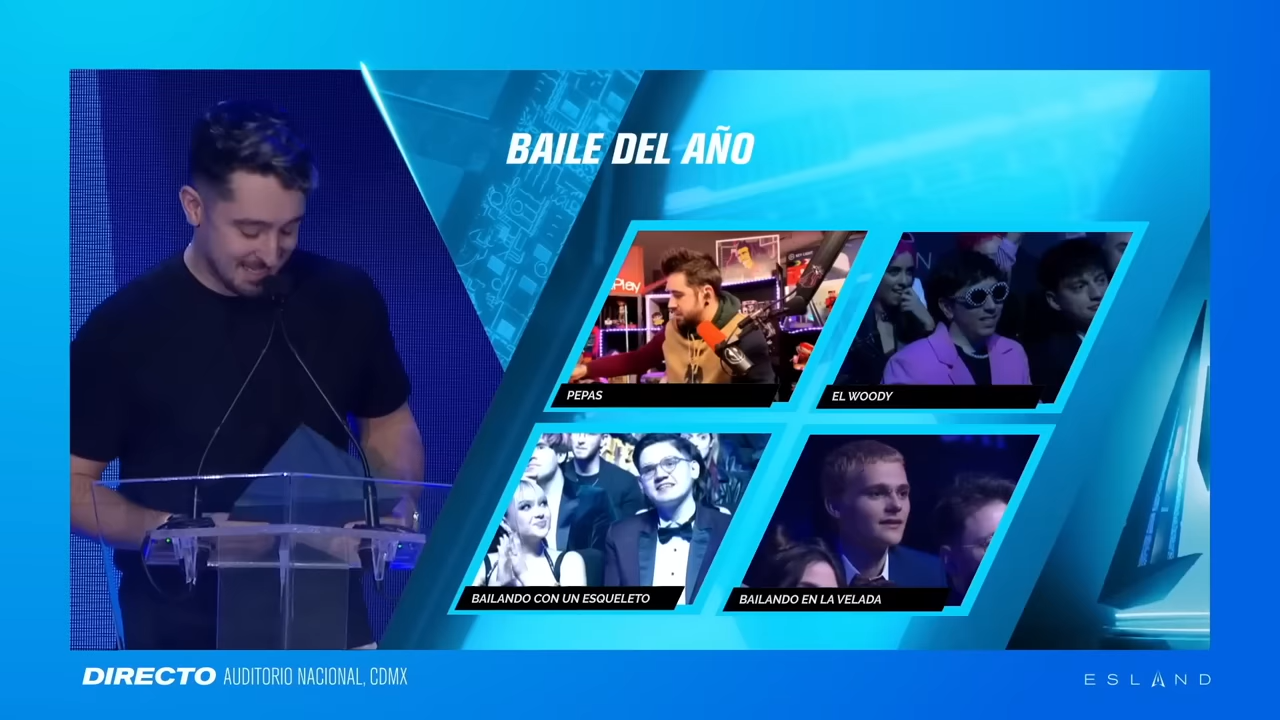 BAILE DEL AÑO
Play
PEPAS
EL WOODY
BAILANDO CON UN ESQUELETO
BAILANDO EN LA VELADA
DIRECTO AUDITORIO NACIONAL, CDMX
ESLAND